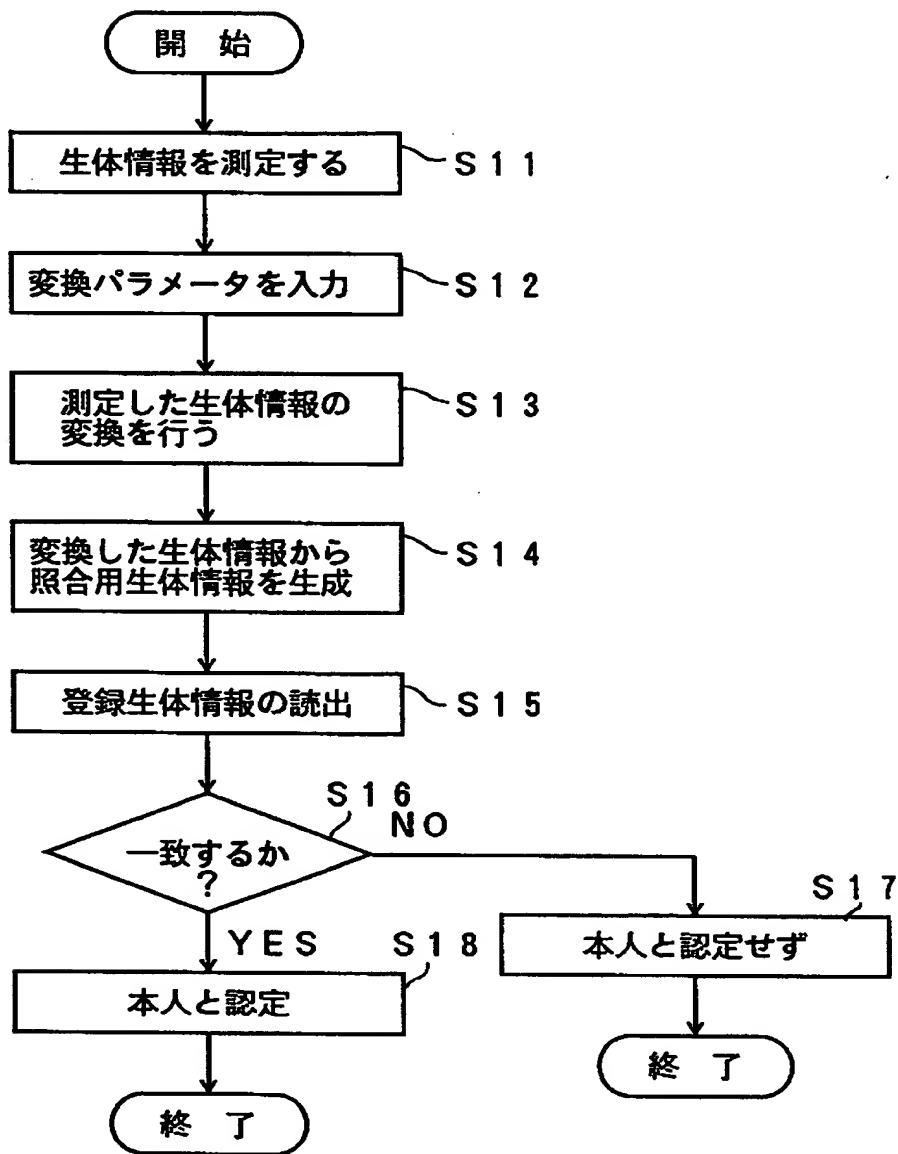 開 始
生体情報を測定する
S11
変換パラメータを入力
S12
測定した生体情報の
変換を行う
S13
変換した生体情報から
照合用生体情報を生成
S14
登録生体情報の読出
S15
S16
一致するか
?
NO
YES
S17
本人と認定せず
S18
本人と認定
終 了
終 了